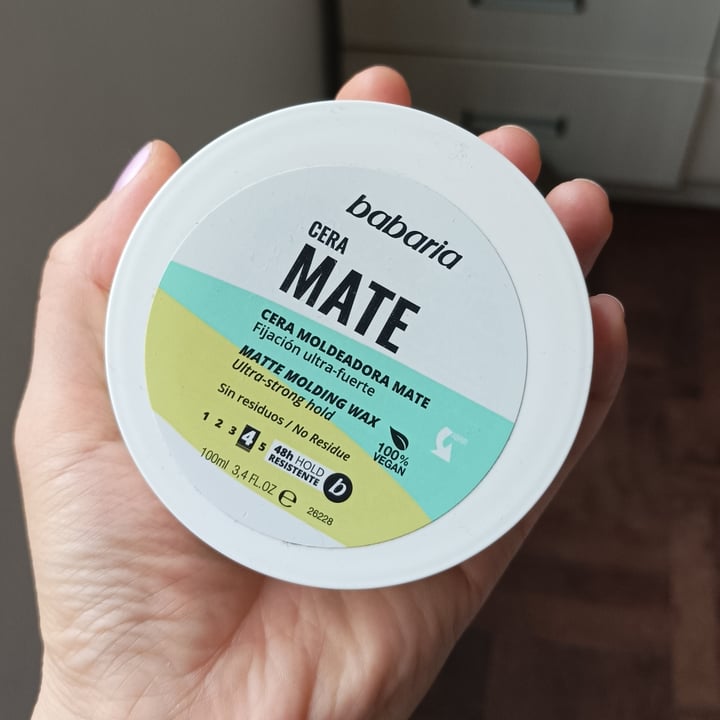 babaria
CERA
MATE
CERA MOLDEADORA MATE
Fijación ultra-fuerte
MATTE MOLDING WAX
Ultra-strong hold
Sin residuos / No Residue
1 2 3 4 5
48h HOLD
RESISTENTE
b
100%
VEGAN
100ml 3,4 FL.OZ e
26228